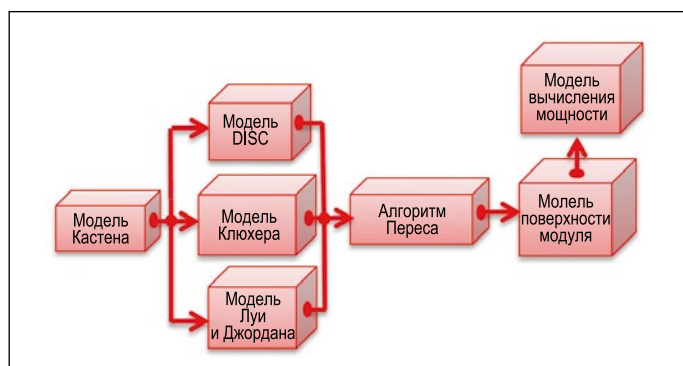 Модель
Кастена
Модель
DISC
Модель
Клюхера
Модель
Луи
и Джордана
Алгоритм
Переса
Молель
поверхности
модуля
Модель
вычисления
мощности